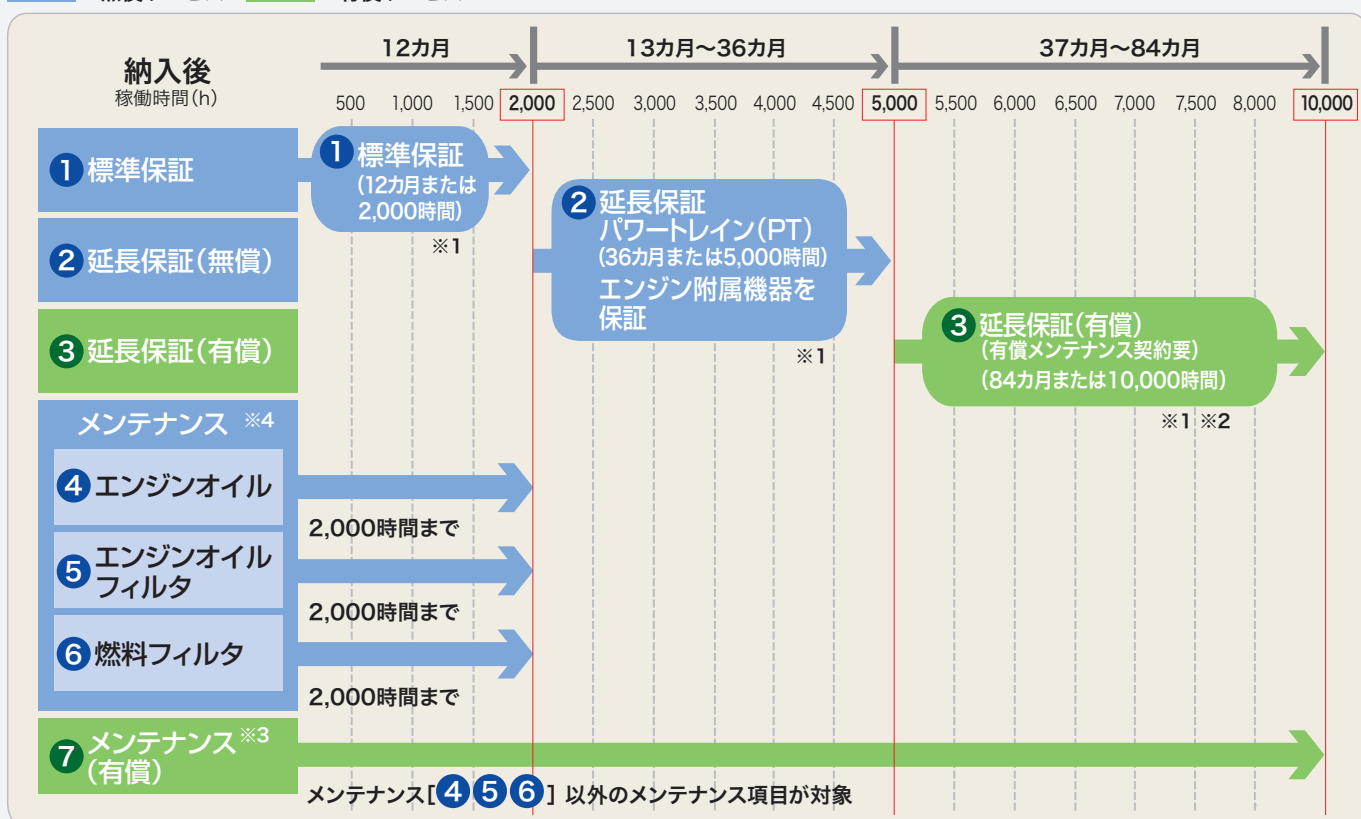 12カ月 13カ月～36カ月 37カ月～84カ月
納入後
稼働時間(h)
500 1,000 1,500 2,000 2,500 3,000 3,500 4,000 4,500 5,000 5,500 6,000 6,500 7,000 7,500 8,000 10,000
1 標準保証
1 標準保証
(12カ月または
2,000時間)
※1
2 延長保証(無償)
2 延長保証
パワートレイン(PT)
(36カ月または5,000時間)
エンジン附属機器を
保証
※1
3 延長保証(有償)
3 延長保証(有償)
(有償メンテナンス契約要)
(84カ月または10,000時間)
※1 ※2
メンテナンス ※4
4 エンジンオイル
2,000時間まで
5 エンジンオイル
フィルタ
2,000時間まで
6 燃料フィルタ
2,000時間まで
7 メンテナンス※3
(有償)
メンテナンス[4 5 6] 以外のメンテナンス項目が対象